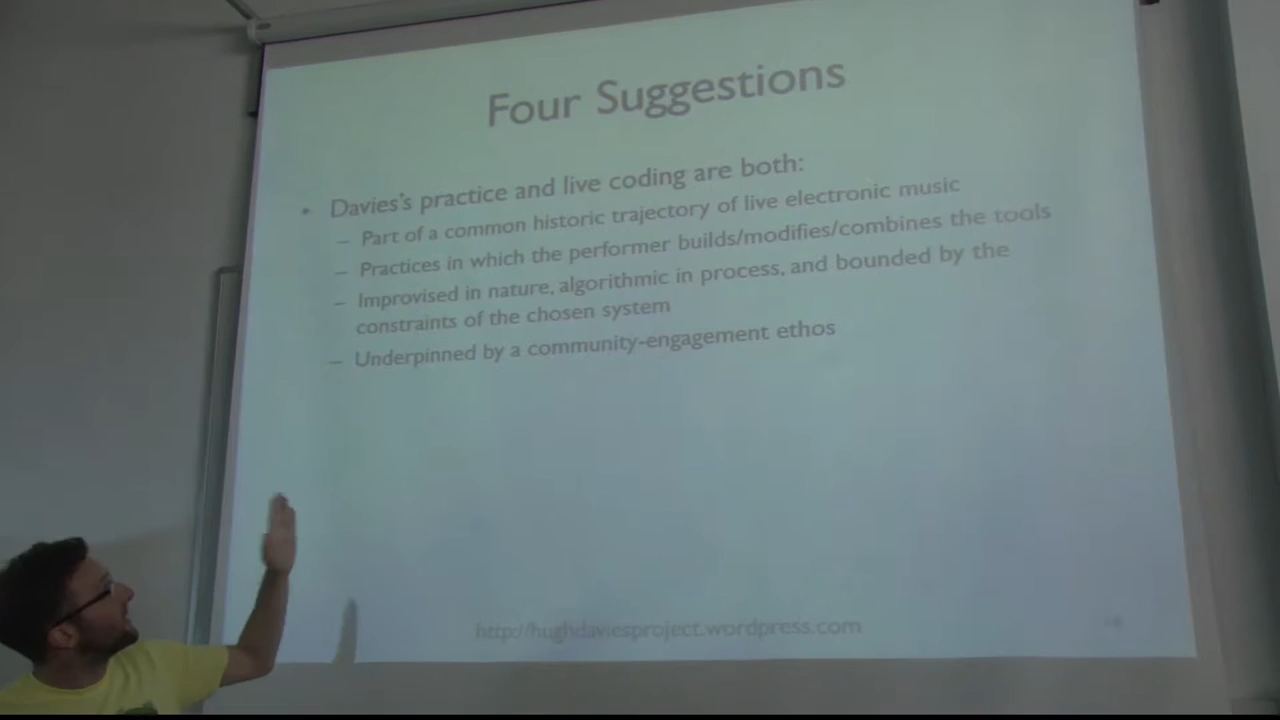 Four Suggestions
• Davies's practice and live coding are both:
– Part of a common historic trajectory of live electronic music
– Practices in which the performer builds/modifies/combines the tools
– Improvised in nature, algorithmic in process, and bounded by the
constraints of the chosen system
– Underpinned by a community-engagement ethos
http://hughdaviesproject.wordpress.com